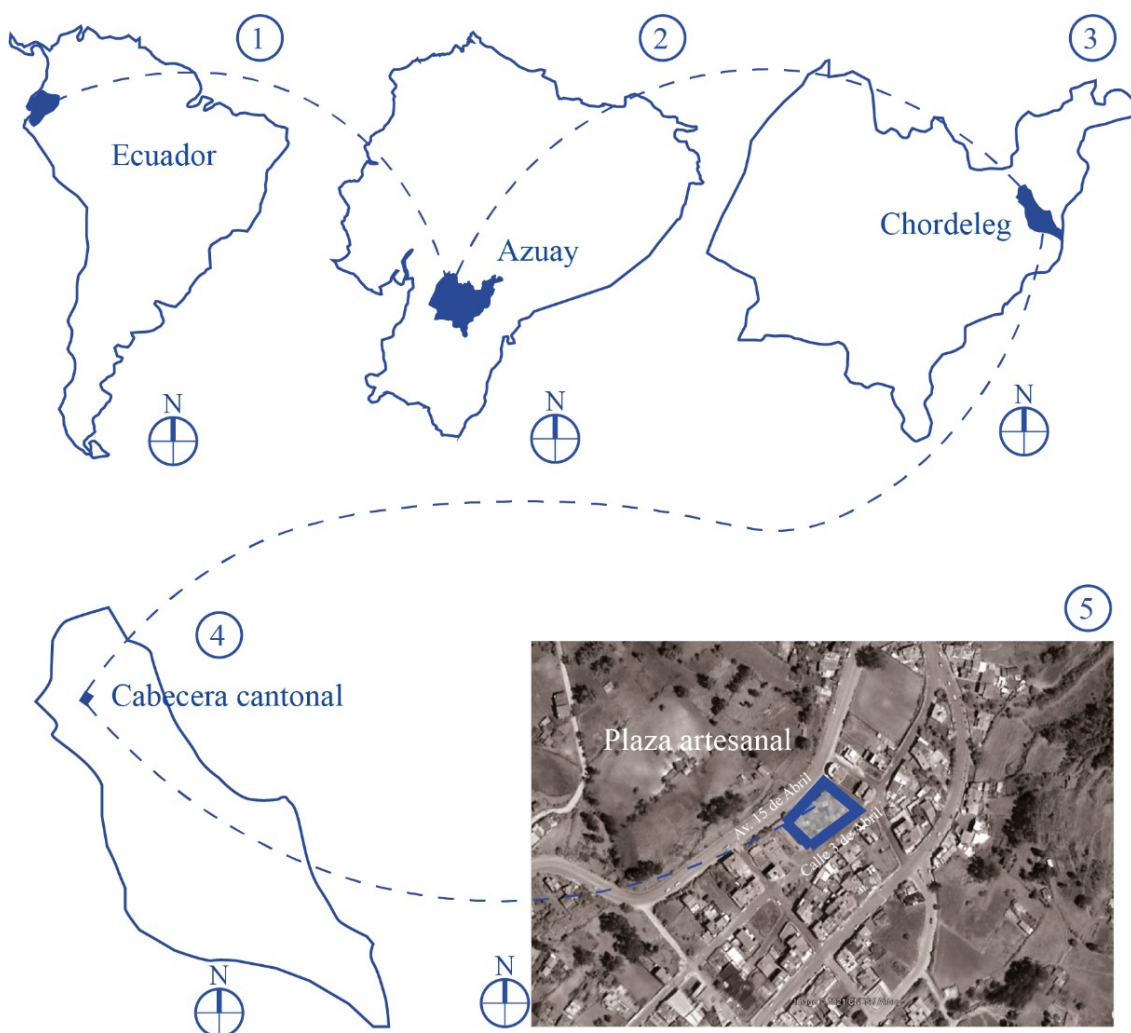 1
2
3
Ecuador
Azuay
Chordeleg
N
N
N
4
5
Cabecera cantonal
Plaza artesanal
Av. 15 de Abril
Calle 3 de Abril
N
N